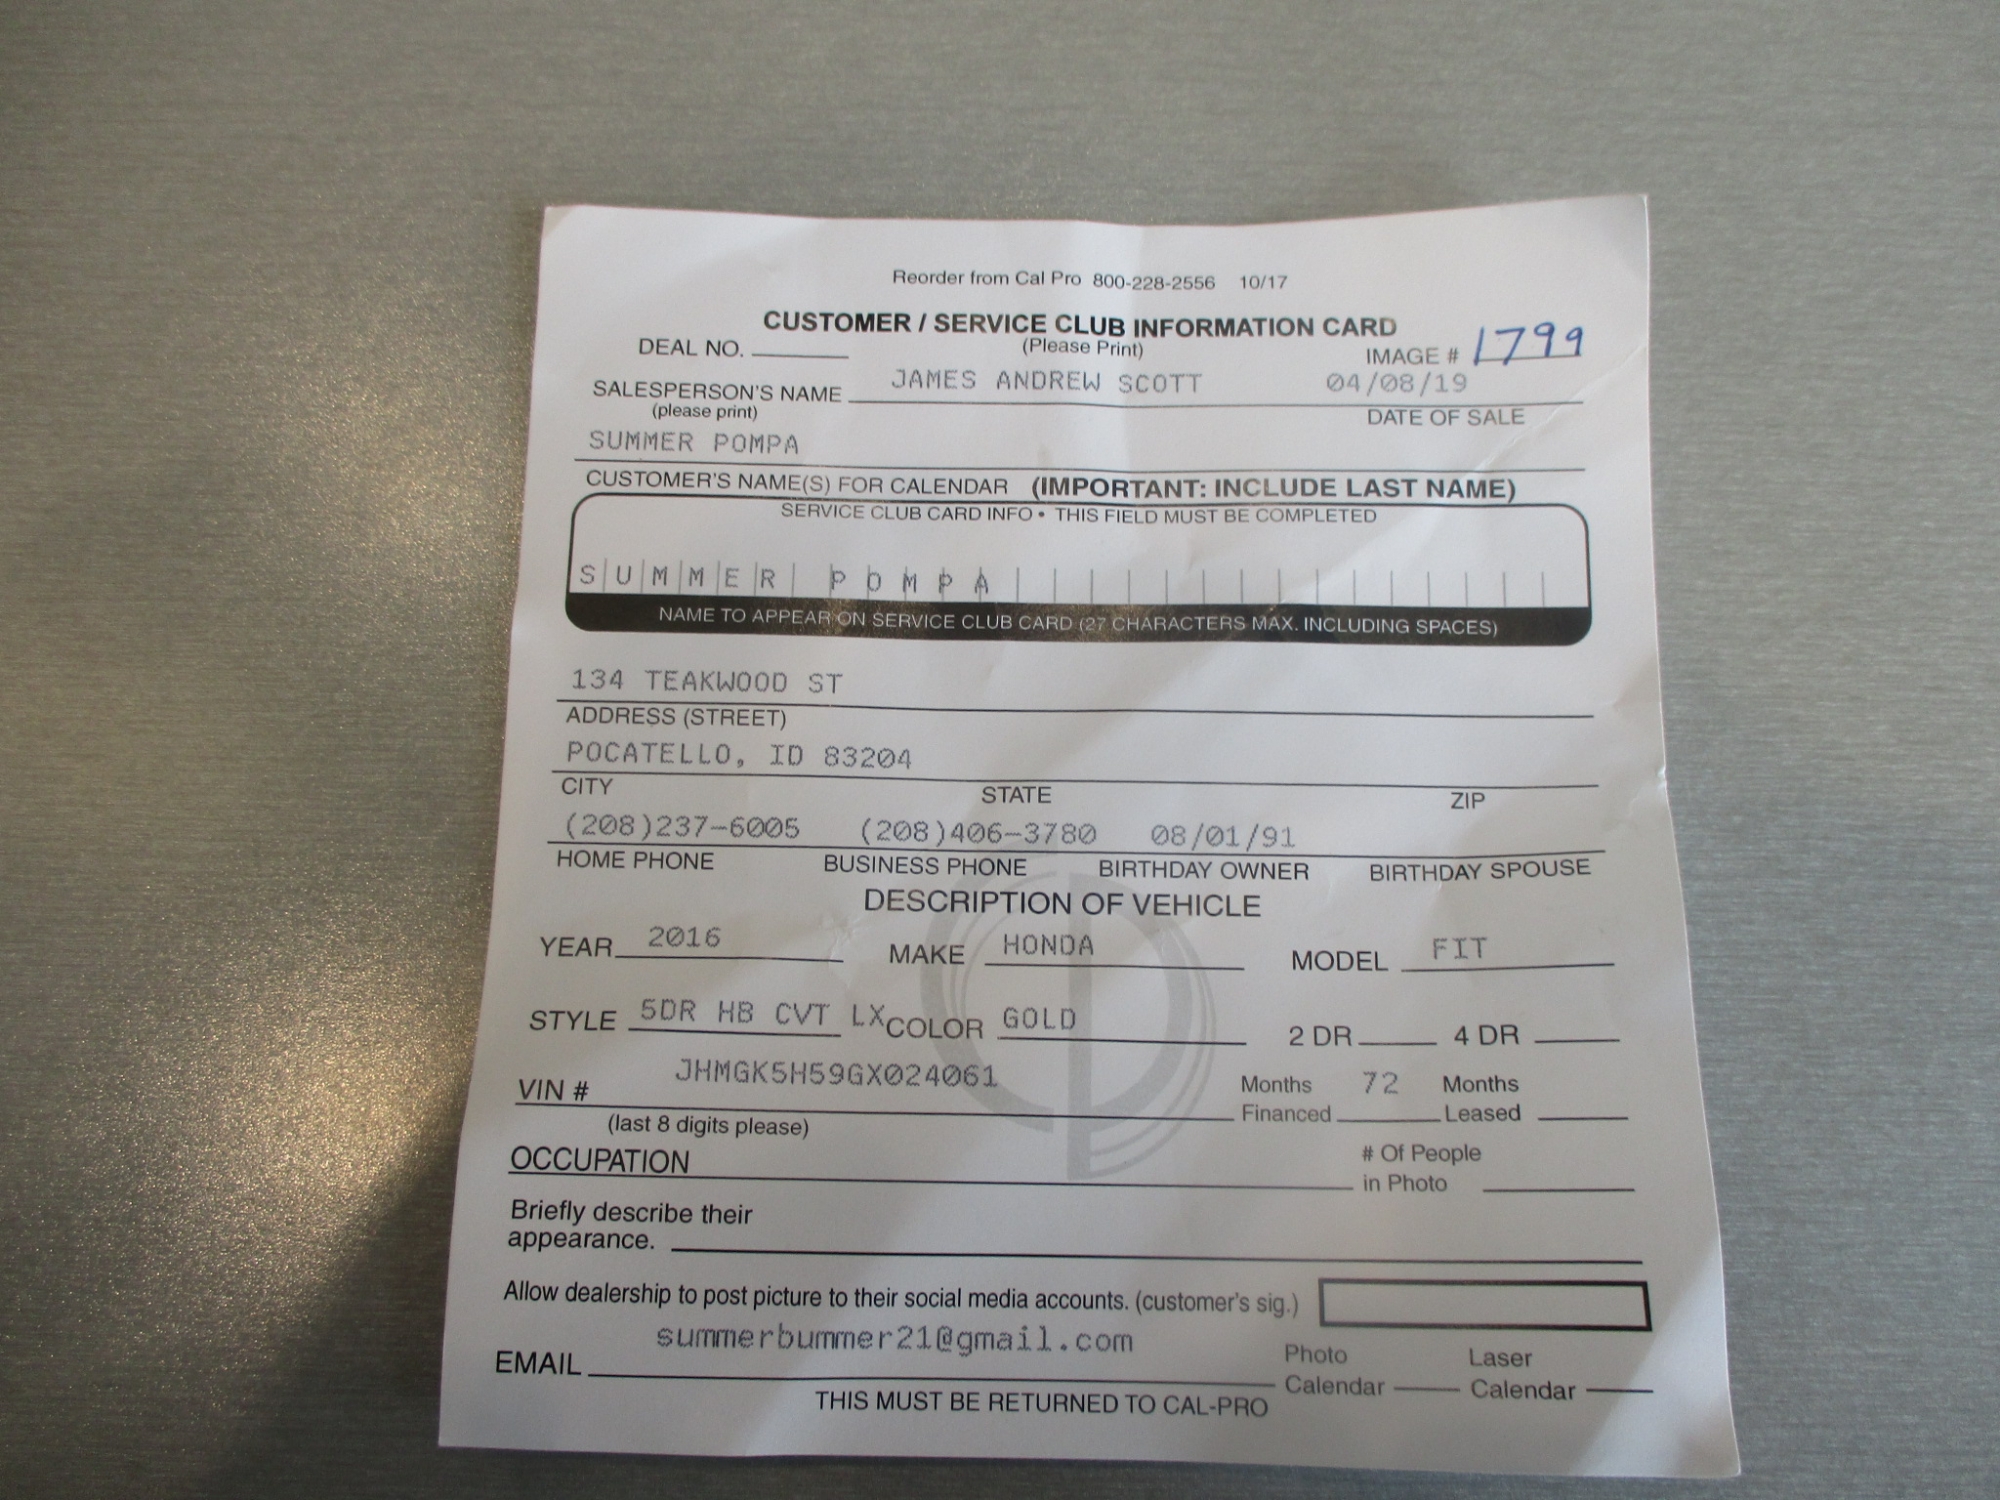 Reorder from Cal Pro 800-228-2556 10/17
CUSTOMER / SERVICE CLUB INFORMATION CARD
DEAL NO. (Please Print) IMAGE # 1799
SALESPERSON'S NAME JAMES ANDREW SCOTT 04/08/19
(please print) DATE OF SALE
SUMMER POMPA
CUSTOMER'S NAME(S) FOR CALENDAR (IMPORTANT: INCLUDE LAST NAME)
SERVICE CLUB CARD INFO • THIS FIELD MUST BE COMPLETED
SUMMER POMPA
NAME TO APPEAR ON SERVICE CLUB CARD (27 CHARACTERS MAX. INCLUDING SPACES)
134 TEAKWOOD ST
ADDRESS (STREET)
POCATELLO, ID 83204
CITY STATE ZIP
(208)237-6005 (208)406-3780 08/01/91
HOME PHONE BUSINESS PHONE BIRTHDAY OWNER BIRTHDAY SPOUSE
DESCRIPTION OF VEHICLE
YEAR 2016 MAKE HONDA MODEL FIT
STYLE 5DR HB CVT LX COLOR GOLD 2 DR 4 DR
VIN # JHMGK5H59GX024061 Months Financed 72 Months Leased
(last 8 digits please)
OCCUPATION # Of People in Photo
Briefly describe their
appearance.
Allow dealership to post picture to their social media accounts. (customer's sig.)
EMAIL summerbummer21@gmail.com Photo Calendar Laser Calendar
THIS MUST BE RETURNED TO CAL-PRO